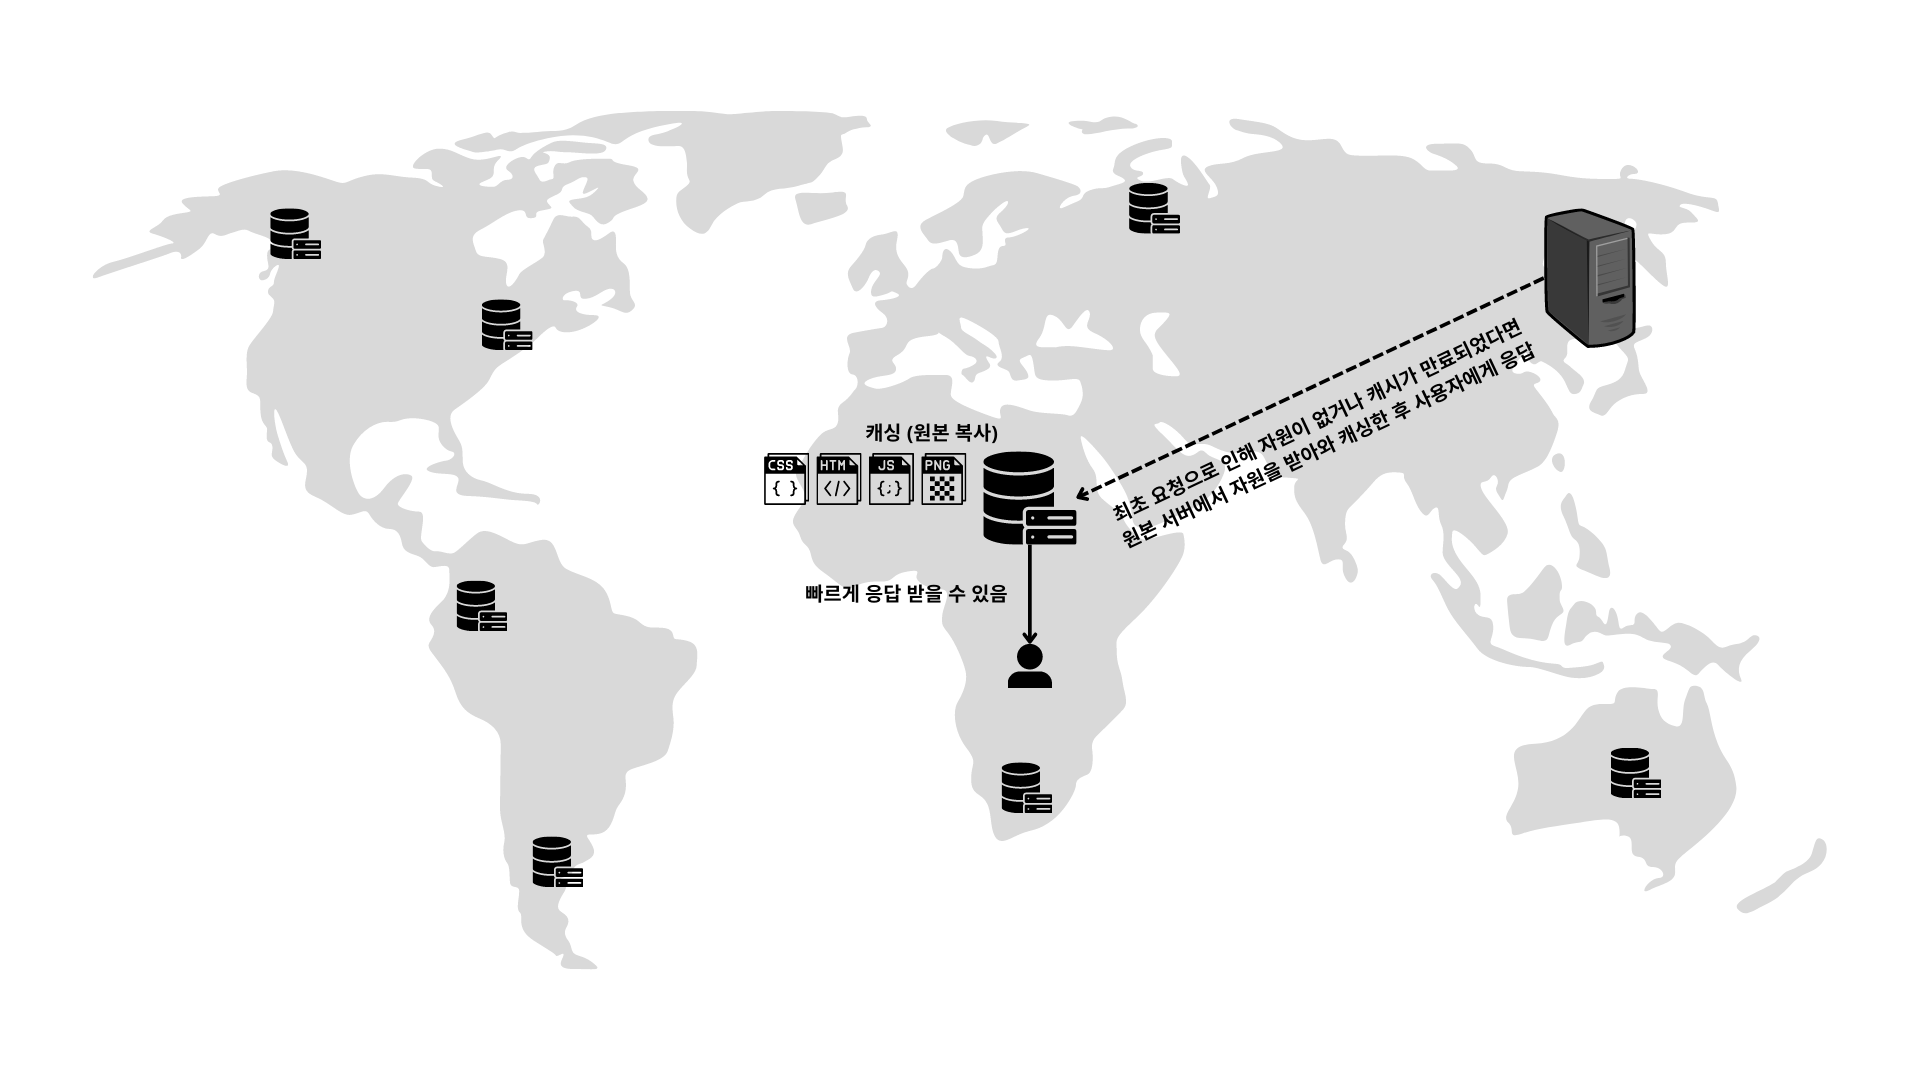 캐싱 (원본 복사)
CSS HTM JS PNG
{ } </> {;}
최초 요청으로 인해 자원이 없거나 캐시가 만료되었다면
원본 서버에서 자원을 받아와 캐싱한 후 사용자에게 응답
빠르게 응답 받을 수 있음